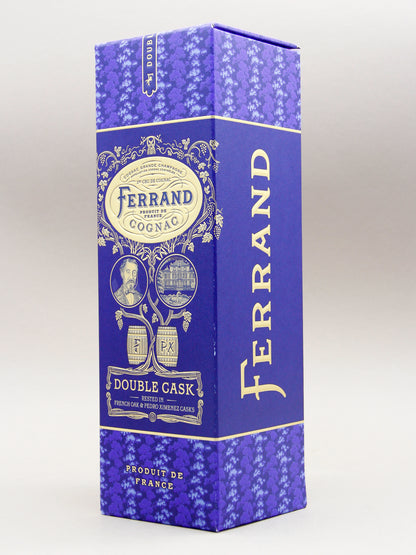 DOUB
COGNAC GRANDE CHAMPAGNE
1ER CRU DE COGNAC
FERRAND
PRODUIT DE
FRANCE
COGNAC
F
PX
DOUBLE CASK
RESTED IN
FRENCH OAK & PEDRO XIMENEZ CASKS
PRODUIT DE
FRANCE
FERRAND